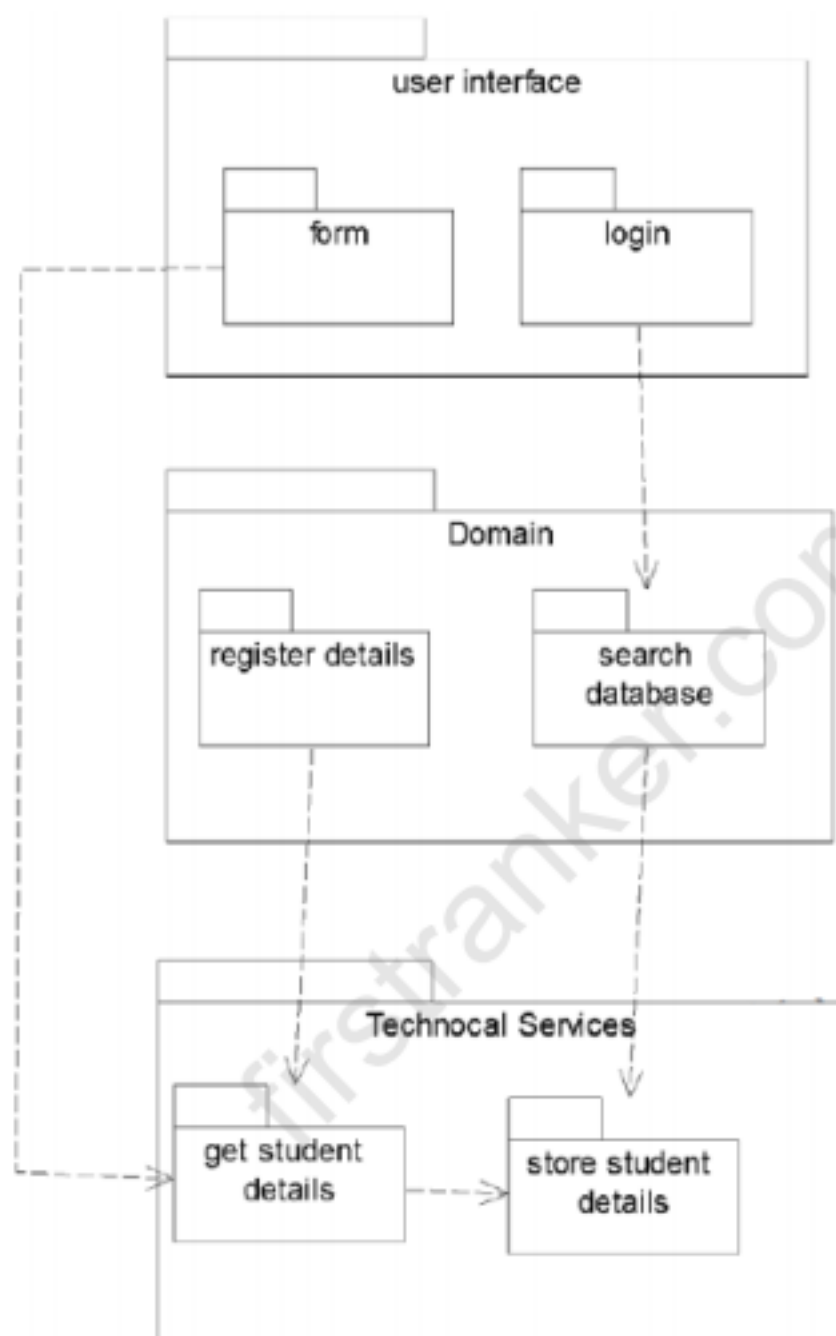 user interface
form
login
Domain
register details
search
database
Technocal Services
get student
details
store student
details
firstranker.com